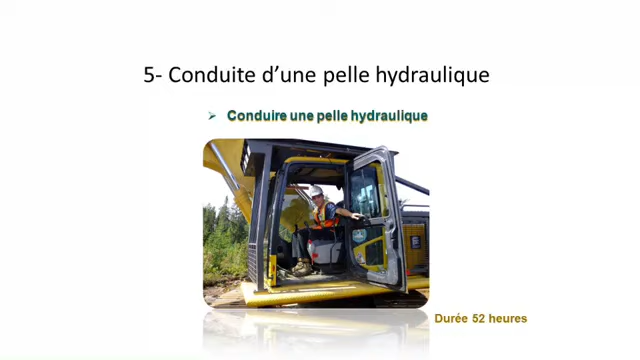 5- Conduite d’une pelle hydraulique
➢ Conduire une pelle hydraulique
Durée 52 heures